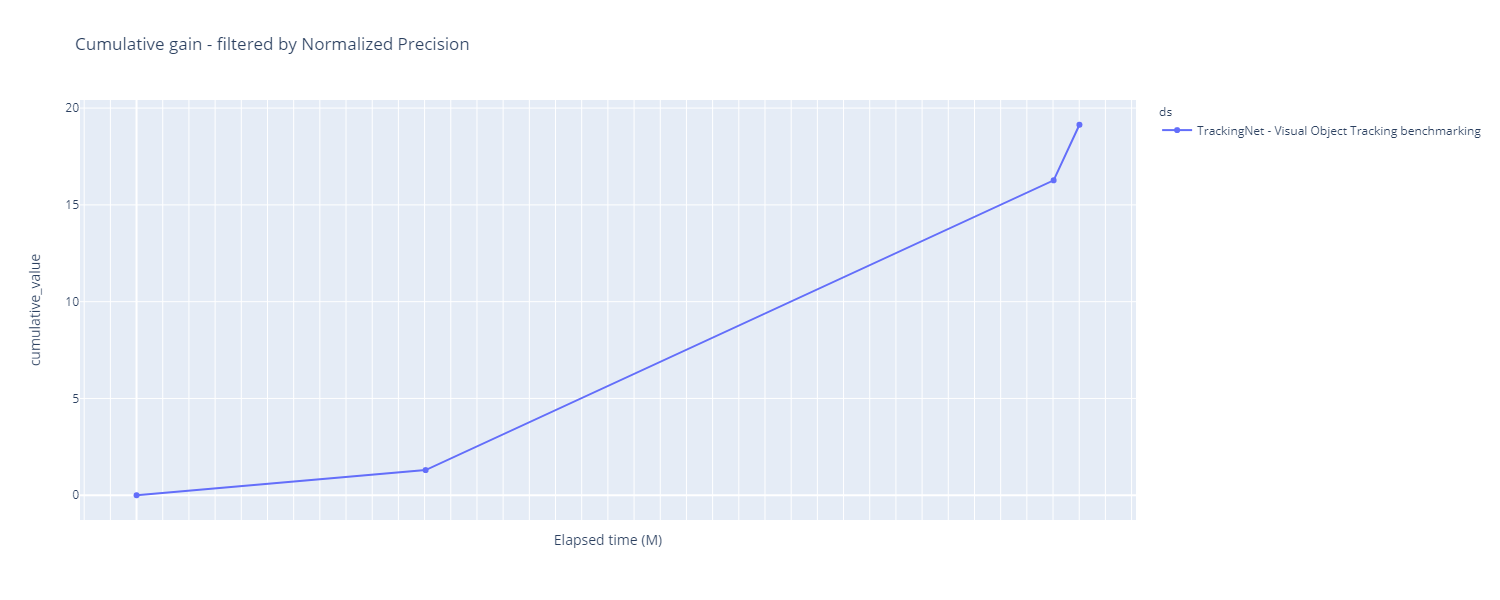 Cumulative gain - filtered by Normalized Precision
20
15
10
5
0
cumulative_value
Elapsed time (M)
ds
TrackingNet - Visual Object Tracking benchmarking